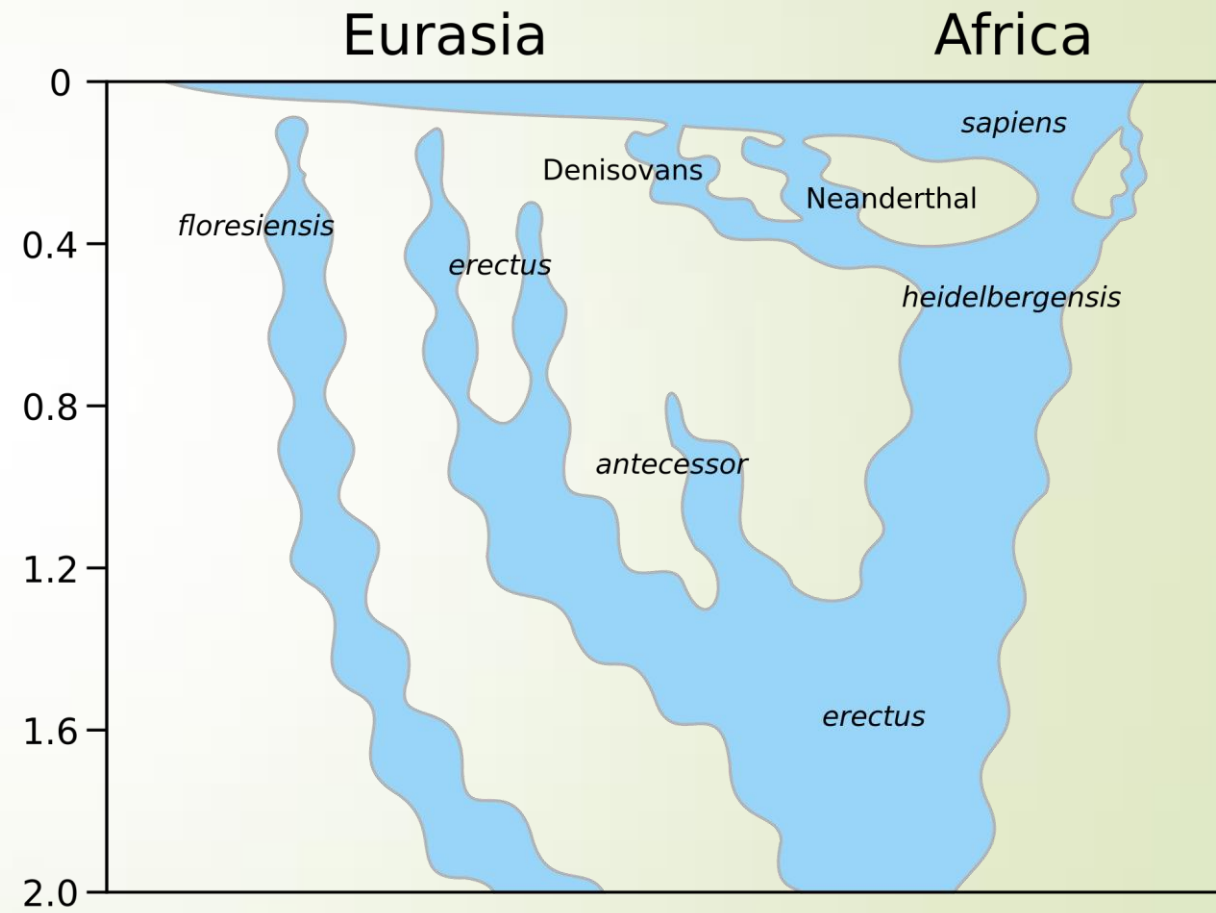 Eurasia Africa
0
sapiens
Denisovans
Neanderthal
floresiensis
0.4
erectus
heidelbergensis
0.8
antecessor
1.2
erectus
1.6
2.0